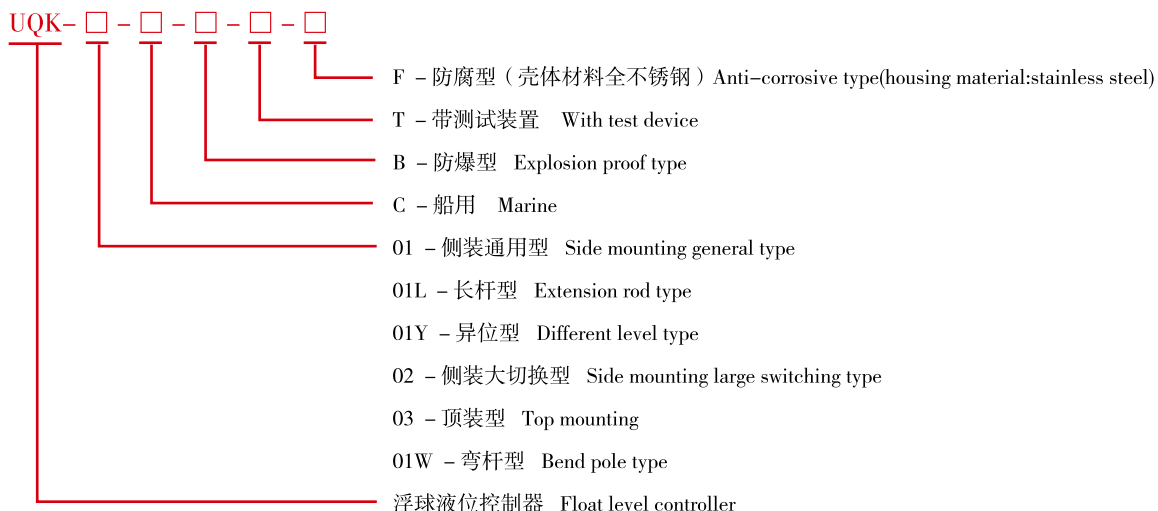 UQK-□-□-□-□-□
F -防腐型（壳体材料全不锈钢）Anti-corrosive type(housing material:stainless steel)
T -带测试装置 With test device
B -防爆型 Explosion proof type
C -船用 Marine
01 -侧装通用型 Side mounting general type
01L -长杆型 Extension rod type
01Y -异位型 Different level type
02 -侧装大切换型 Side mounting large switching type
03 -顶装型 Top mounting
01W -弯杆型 Bend pole type
浮球液位控制器 Float level controller